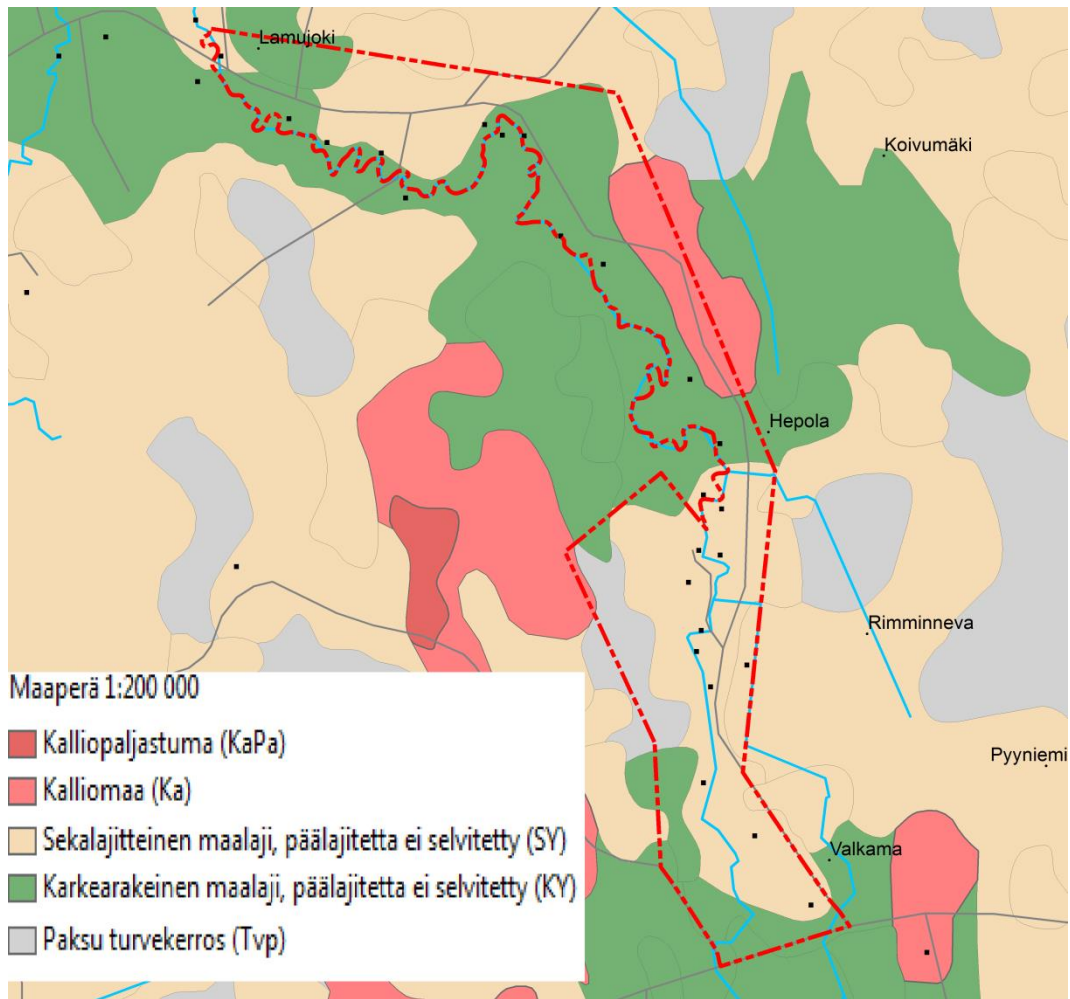 Lamujoki
Koivumäki
Hepola
Rimminneva
Pyyniemi
Valkama
Maaperä 1:200 000
Kalliopaljastuma (KaPa)
Kalliomaa (Ka)
Sekalajitteinen maalaji, päälajitetta ei selvitetty (SY)
Karkearakeinen maalaji, päälajitetta ei selvitetty (KY)
Paksu turvekerros (Tvp)